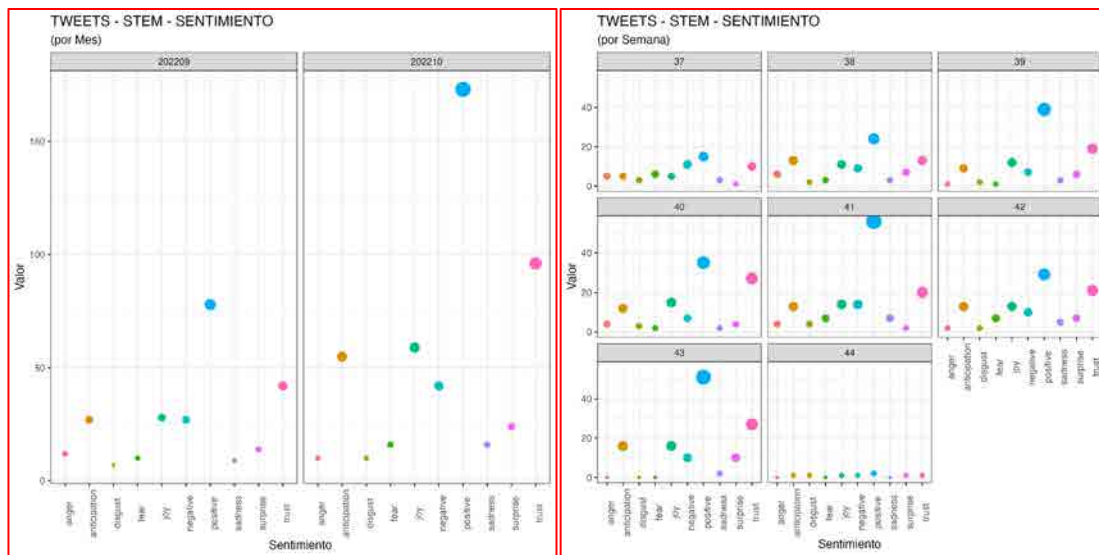 TWEETS - STEM - SENTIMIENTO
(por Mes)
202209
202210
Valor
150
100
50
0
anger
anticipation
disgust
fear
joy
negative
positive
sadness
surprise
trust
anger
anticipation
disgust
fear
joy
negative
positive
sadness
surprise
trust
Sentimiento
TWEETS - STEM - SENTIMIENTO
(por Semana)
37
38
39
40
20
0
40
41
42
Valor
40
20
0
43
44
40
20
0
anger
anticipation
disgust
fear
joy
negative
positive
sadness
surprise
trust
anger
anticipation
disgust
fear
joy
negative
positive
sadness
surprise
trust
anger
anticipation
disgust
fear
joy
negative
positive
sadness
surprise
trust
Sentimiento